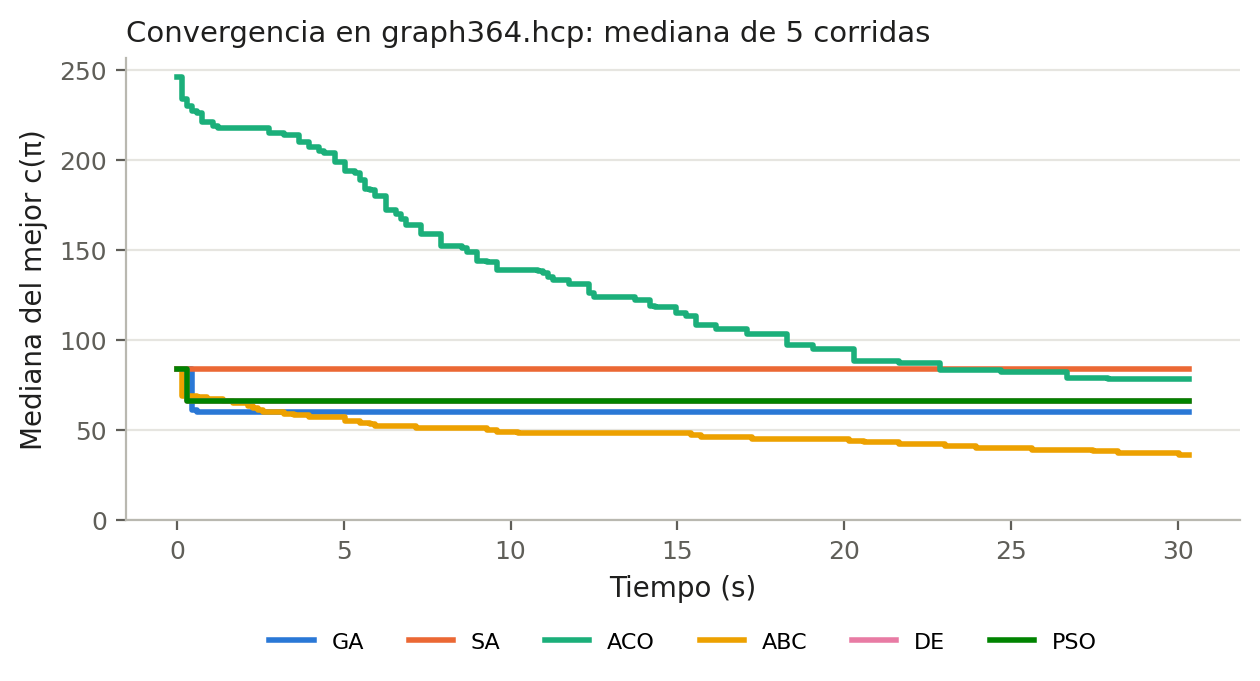 Convergencia en graph364.hcp: mediana de 5 corridas
Mediana del mejor c(π)
250
200
150
100
50
0
0 5 10 15 20 25 30
Tiempo (s)
GA SA ACO ABC DE PSO